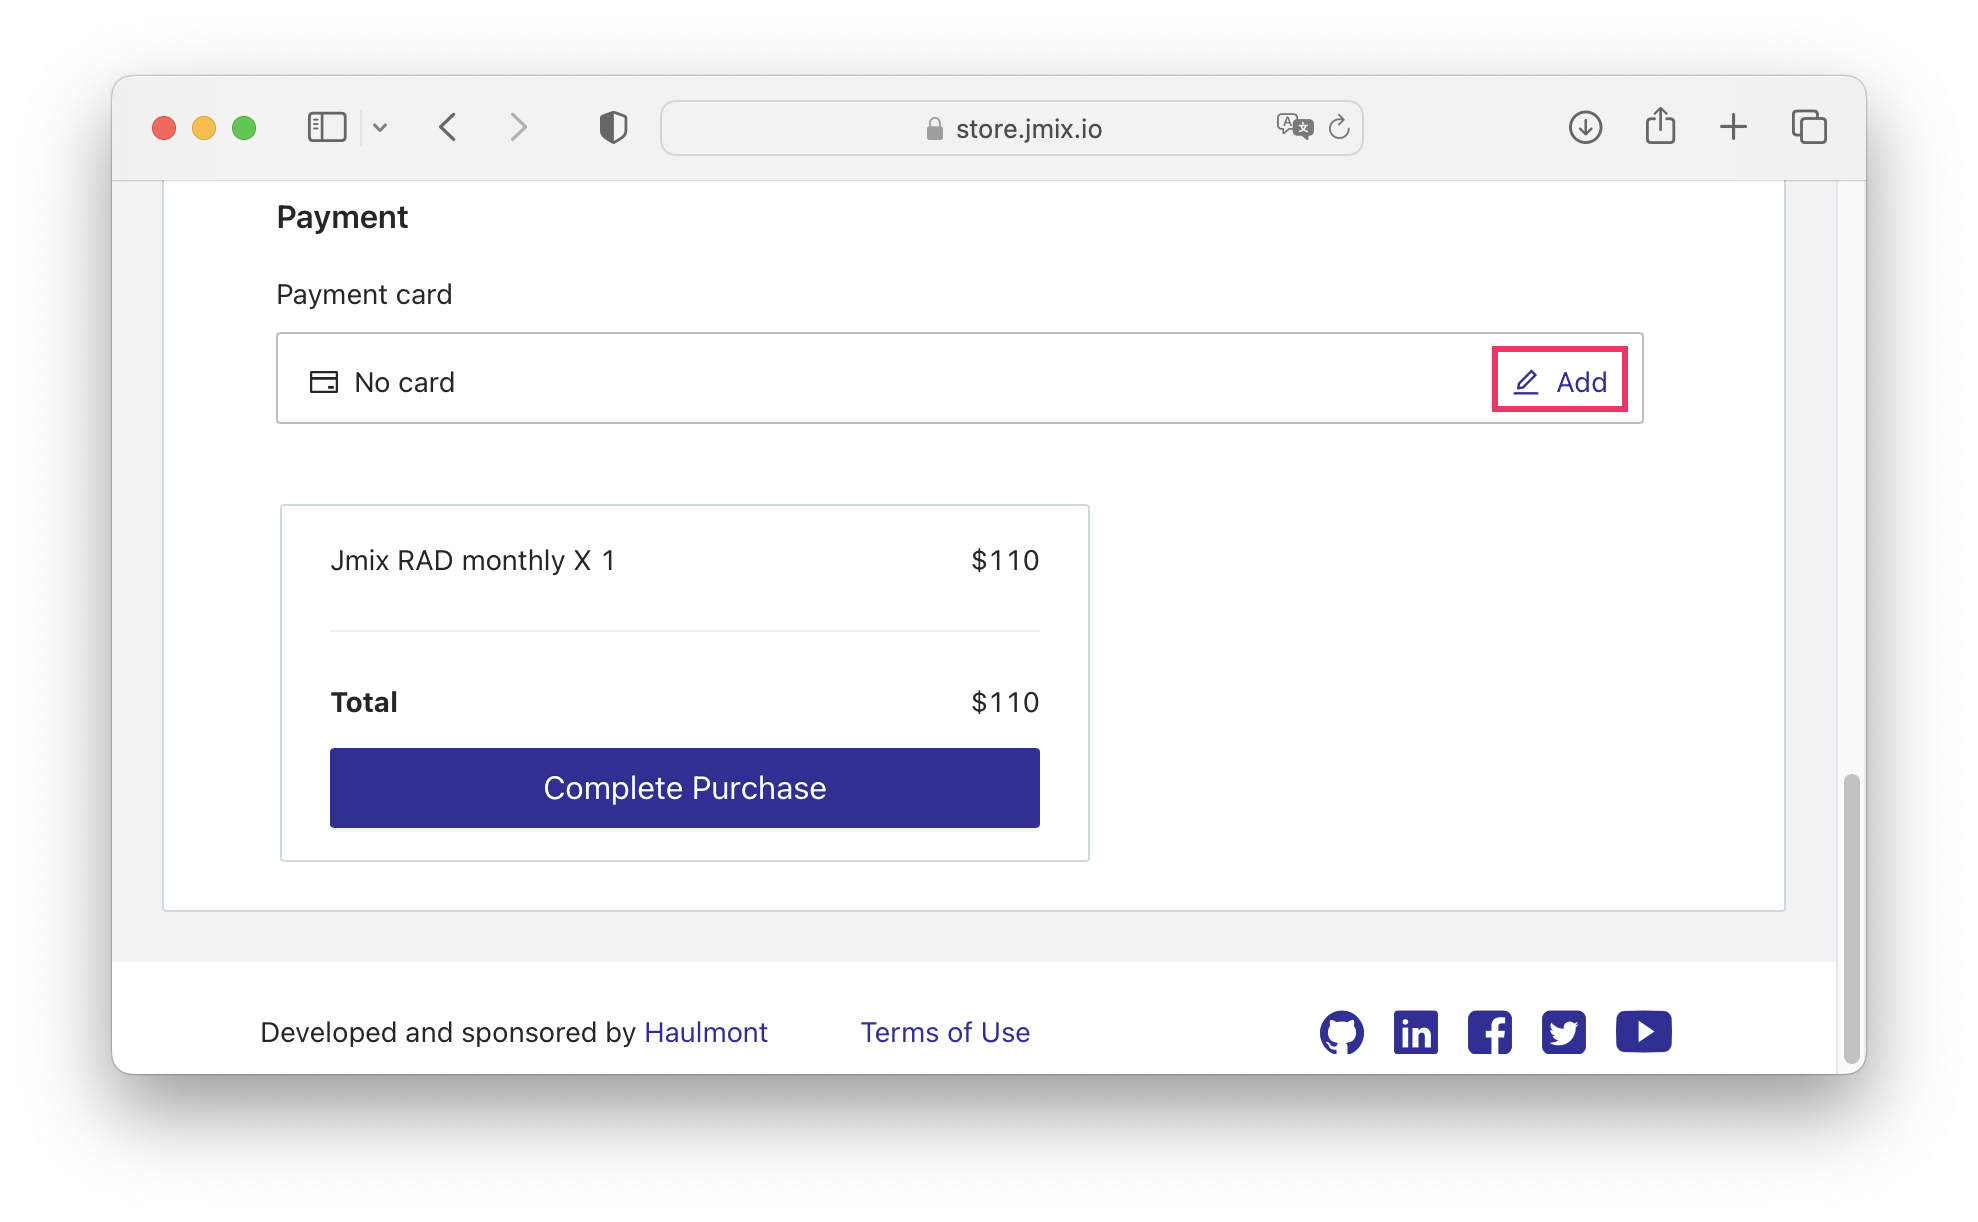 store.jmix.io
Payment
Payment card
No card
Add
Jmix RAD monthly X 1
$110
Total
$110
Complete Purchase
Developed and sponsored by Haulmont
Terms of Use